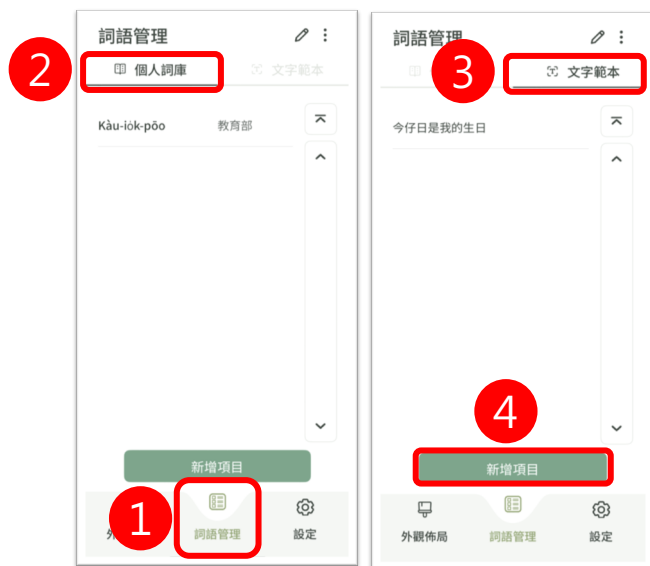 詞語管理
2
個人詞庫
文字範本
Kàu-io̍k-pōo 教育部
新增項目
1
外
詞語管理
設定
詞語管理
3
文字範本
今仔日是我的生日
4
新增項目
外觀佈局
詞語管理
設定